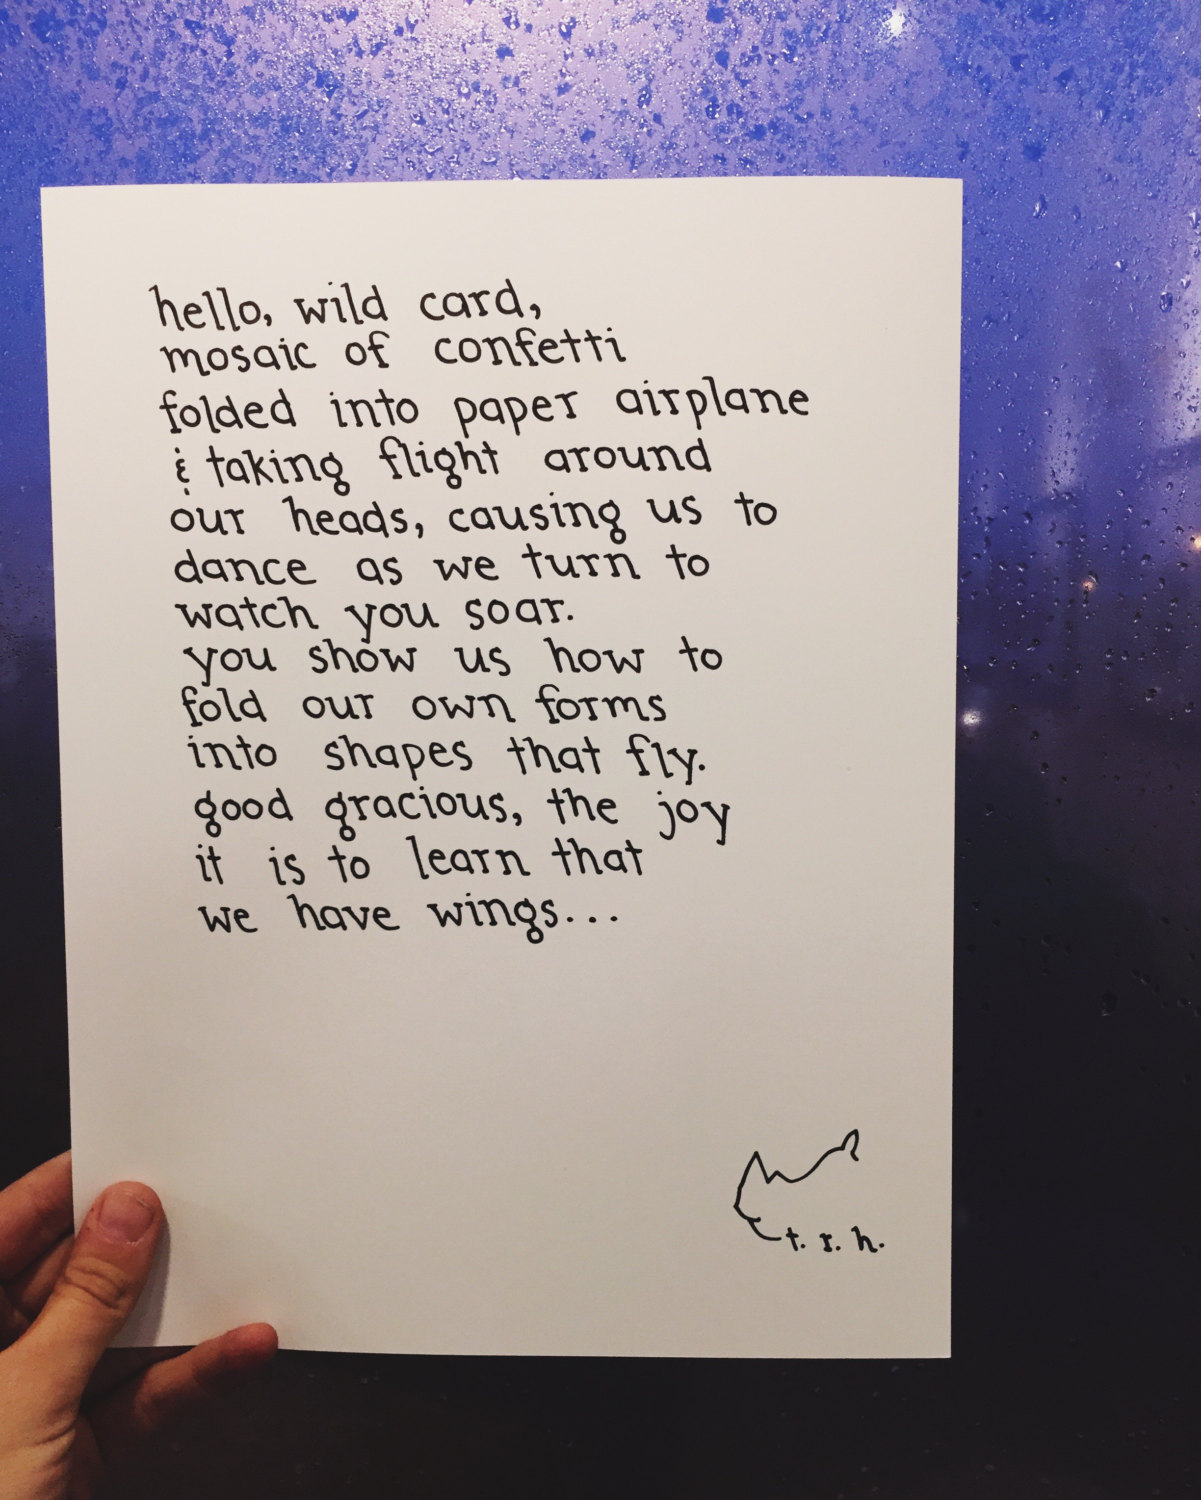 hello, wild card,
mosaic of confetti
folded into paper airplane
& taking flight around
our heads, causing us to
dance as we turn to
watch you soar.
you show us how to
fold our own forms
into shapes that fly.
good gracious, the joy
it is to learn that
we have wings...
t. r. h.